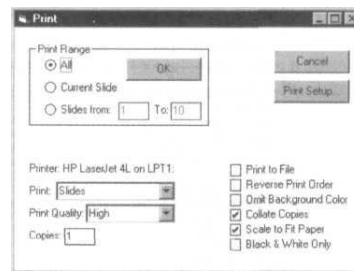 Print
Print Range
All
OK
Current Slide
Slides from: 1 To: 10
Cancel
Print Setup...
Printer: HP LaserJet 4L on LPT1:
Print: Slides
Print Quality: High
Copies: 1
Print to File
Reverse Print Order
Omit Background Color
Collate Copies
Scale to Fit Paper
Black & White Only